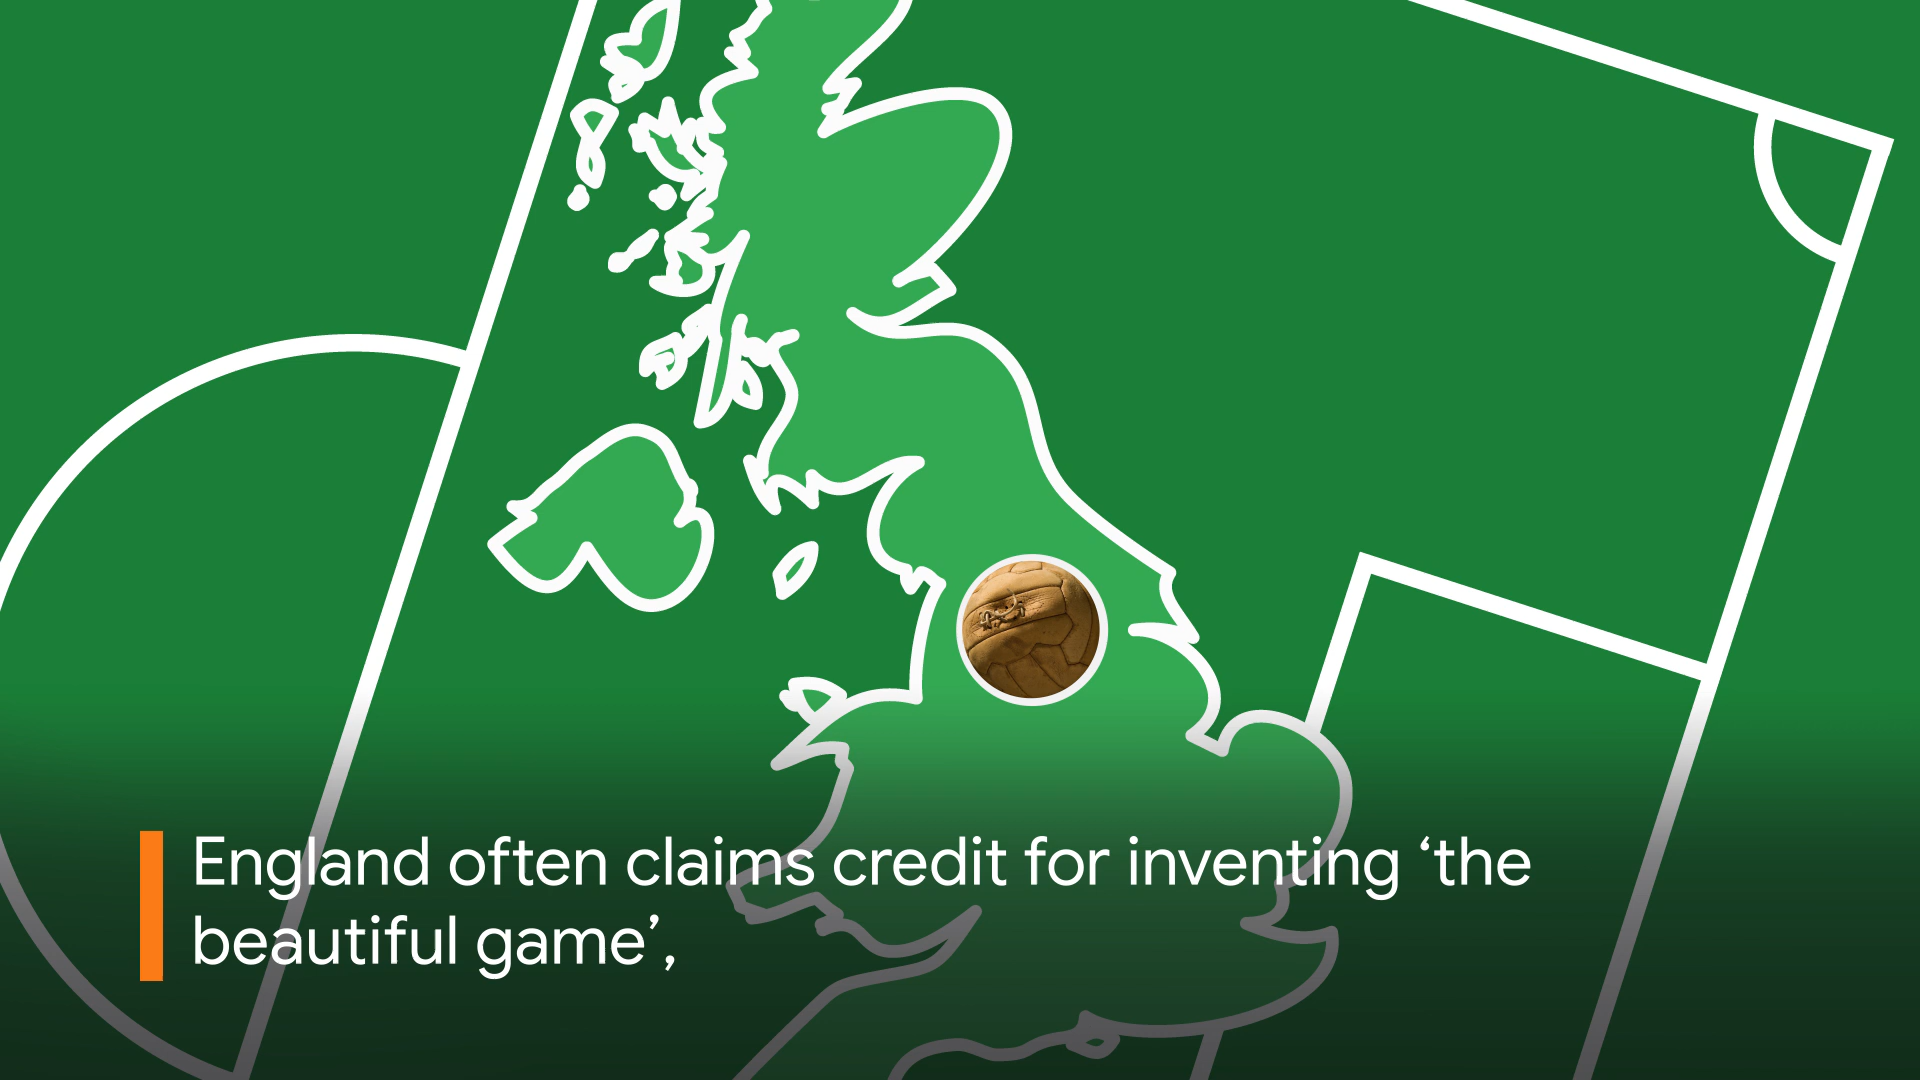 England often claims credit for inventing ‘the
beautiful game’,